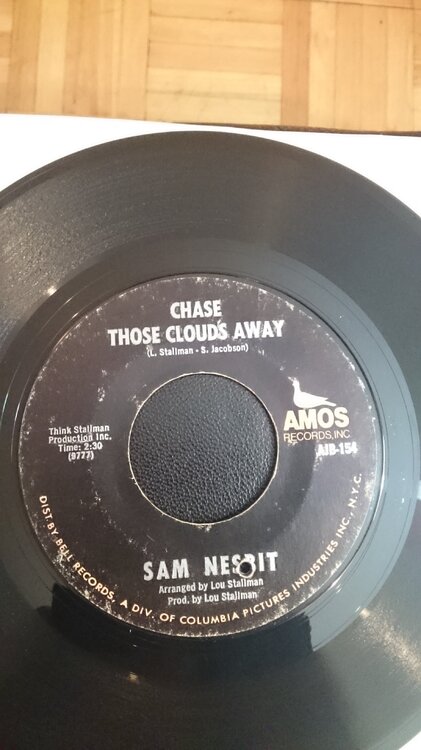 CHASE
THOSE CLOUDS AWAY
(L. Stallman - S. Jacobson)
AMOS
RECORDS, INC.
AJB-154
Think Stallman
Production Inc.
Time: 2:30
(9777)
SAM NESBIT
Arranged by Lou Stallman
Prod. by Lou Stallman
DIST. BY BELL RECORDS, A DIV. OF COLUMBIA PICTURES INDUSTRIES INC., N.Y.C.